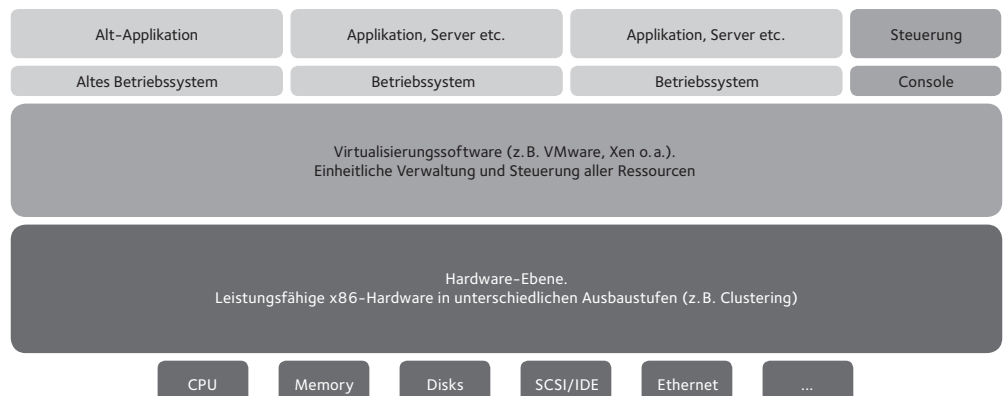 Alt-Applikation
Applikation, Server etc.
Applikation, Server etc.
Steuerung
Altes Betriebssystem
Betriebssystem
Betriebssystem
Console
Virtualisierungssoftware (z.B. VMware, Xen o.a.).
Einheitliche Verwaltung und Steuerung aller Ressourcen
Hardware-Ebene.
Leistungsfähige x86-Hardware in unterschiedlichen Ausbaustufen (z.B. Clustering)
CPU
Memory
Disks
SCSI/IDE
Ethernet
...